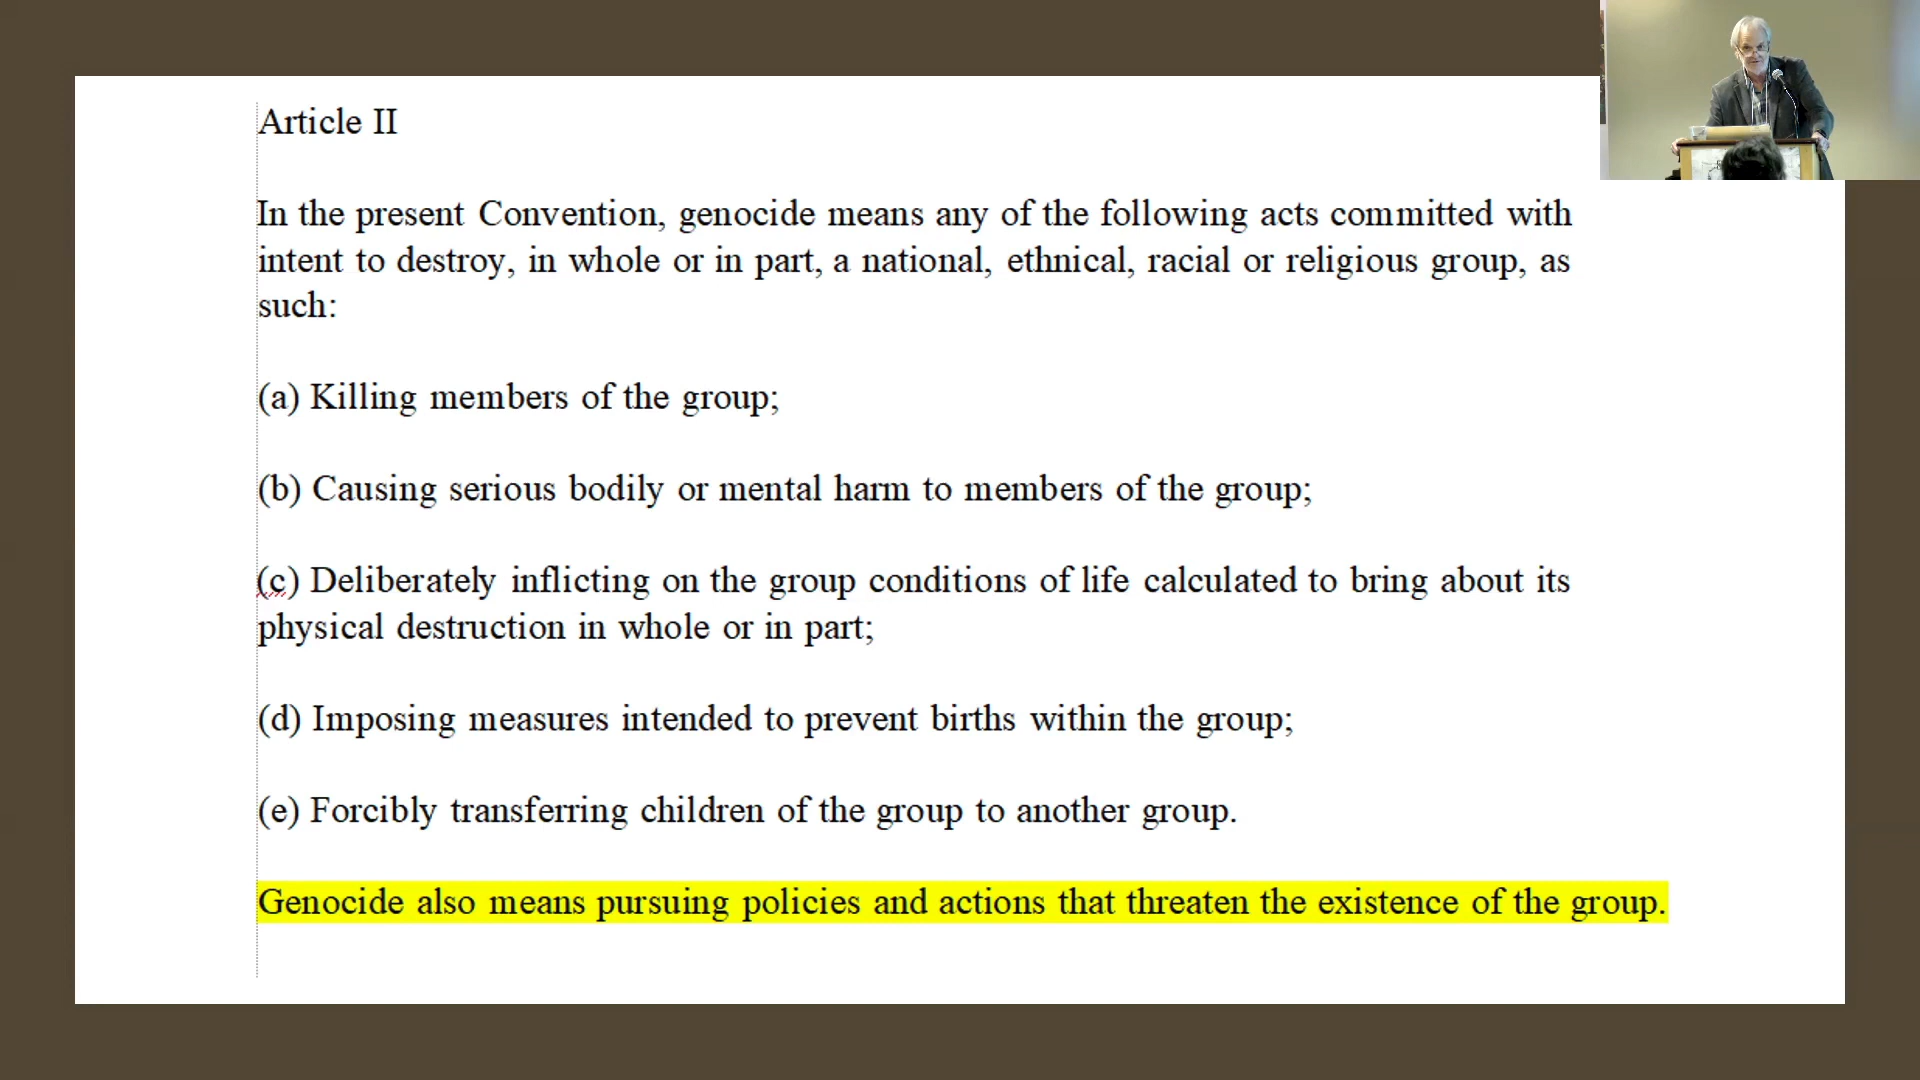 Article II
In the present Convention, genocide means any of the following acts committed with
intent to destroy, in whole or in part, a national, ethnical, racial or religious group, as
such:
(a) Killing members of the group;
(b) Causing serious bodily or mental harm to members of the group;
(c) Deliberately inflicting on the group conditions of life calculated to bring about its
physical destruction in whole or in part;
(d) Imposing measures intended to prevent births within the group;
(e) Forcibly transferring children of the group to another group.
Genocide also means pursuing policies and actions that threaten the existence of the group.